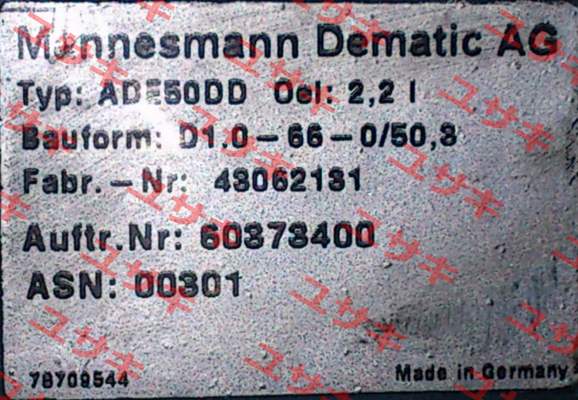 Mannesmann Dematic AG
Typ: ADE50DD Oel: 2,2 l
Bauform: D1.0-66-0/50,3
Fabr.-Nr: 48062181
Auftr.Nr: 60373400
ASN: 00301
78709544 Made in Germany
ユサキ